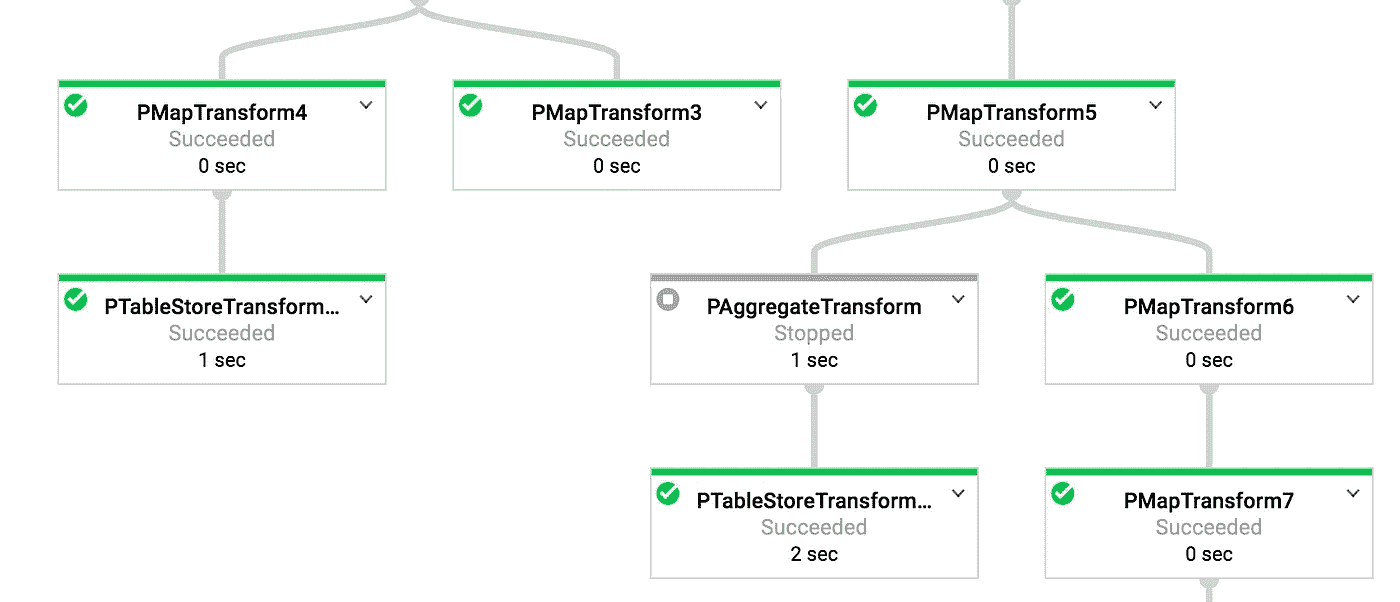 PMapTransform4
Succeeded
0 sec
PMapTransform3
Succeeded
0 sec
PMapTransform5
Succeeded
0 sec
PTableStoreTransform...
Succeeded
1 sec
PAggregateTransform
Stopped
1 sec
PMapTransform6
Succeeded
0 sec
PTableStoreTransform...
Succeeded
2 sec
PMapTransform7
Succeeded
0 sec